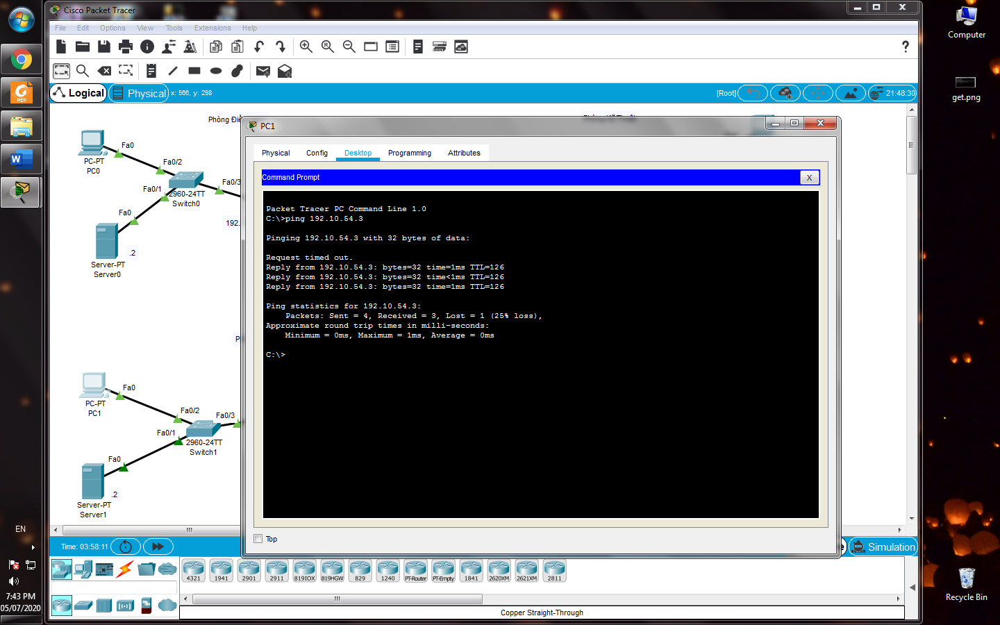 Cisco Packet Tracer
File Edit Options View Tools Extensions Help
Logical Physical x: 566, y: 298 [Root] 21:48:30
Phòng
PC-PT
PC0
Fa0
Fa0/2
Fa0/1
Fa0/3
2960-24TT
Switch0
Fa0
192.
.2
Server-PT
Server0
PC-PT
PC1
Fa0
Fa0/2
Fa0/3
Fa0/1
2960-24TT
Switch1
Fa0
.2
Server-PT
Server1
PC1
Physical Config Desktop Programming Attributes
Command Prompt X
Packet Tracer PC Command Line 1.0
C:\>ping 192.10.54.3
Pinging 192.10.54.3 with 32 bytes of data:
Request timed out.
Reply from 192.10.54.3: bytes=32 time=1ms TTL=126
Reply from 192.10.54.3: bytes=32 time<1ms TTL=126
Reply from 192.10.54.3: bytes=32 time=1ms TTL=126
Ping statistics for 192.10.54.3:
Packets: Sent = 4, Received = 3, Lost = 1 (25% loss),
Approximate round trip times in milli-seconds:
Minimum = 0ms, Maximum = 1ms, Average = 0ms
C:\>
Top
Time: 03:58:11 Simulation
4321 1941 2901 2911 819IOX 819HGW 829 1240 PT-Router PT-Empty 1841 2620XM 2621XM 2811
Copper Straight-Through
PDF
W
EN
7:43 PM
05/07/2020
Computer
get.png
Recycle Bin